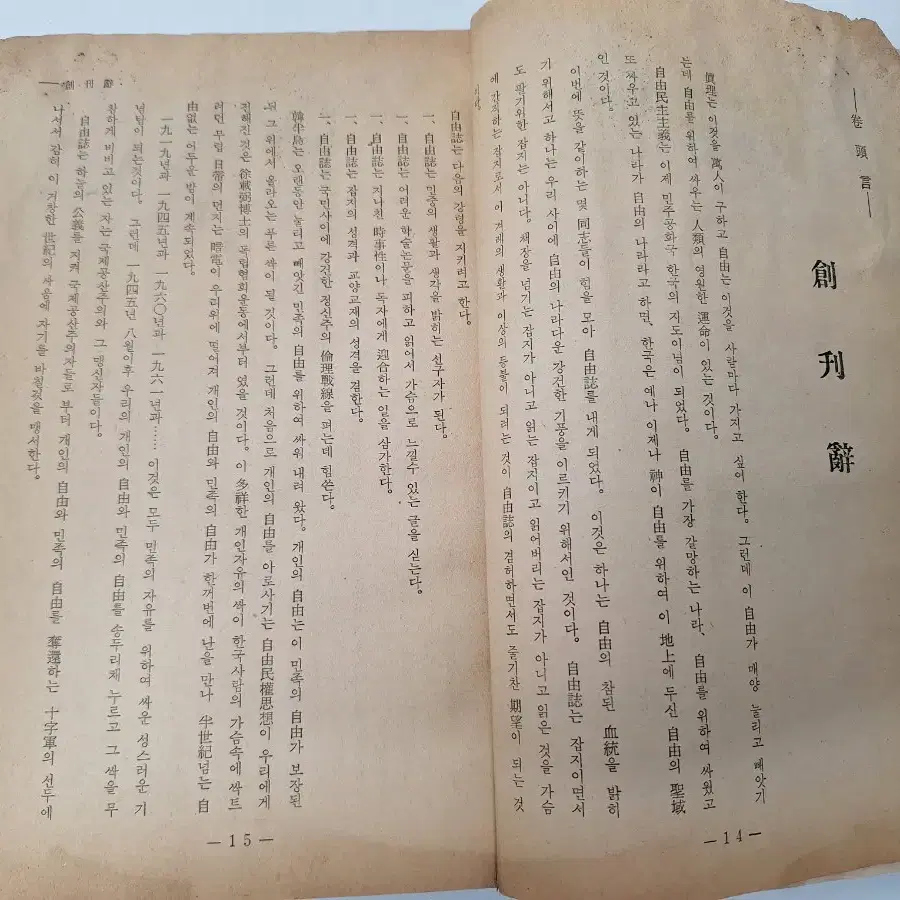 —卷頭言—
創刊辭
眞理는 이것을 萬人이 구하고 自由는 이것을 사람마다 가지고 싶어 한다. 그런데 이 自由가 매양 눌리고 빼앗기
는데 自由를 위하여 싸우는 人類의 영원한 運命이 있는 것이다.
自由民主主義는 이제 민주공화국 한국의 지도이념이 되었다. 自由를 가장 갈망하는 나라、自由를 위하여 싸웠고
또 싸우고 있는 나라가 自由의 나라라고 하면、한국은 예나 이제나 神이 自由를 위하여 이 地上에 두신 自由의 聖域
인 것이다.
이번에 뜻을 같이하는 몇 同志들이 힘을 모아 自由誌를 내게 되었다. 이것은 하나는 自由의 참된 血統을 밝히
기 위해서고 하나는 우리 사이에 自由의 나라다운 강건한 기풍을 이르키기 위해서인 것이다. 自由誌는 잡지이면서
도 팔기위한 잡지는 아니다. 책장을 넘기는 잡지가 아니고 읽는 잡지이고 읽어버리는 잡지가 아니고 읽은 것을 가슴
에 간직하는 잡지로서 이 겨레의 생활과 이상의 등불이 되려는 것이 自由誌의 겸허하면서도 줄기찬 期望이 되는 것
이다.
—14—
—創刊辭—
自由誌는 다음의 강령을 지키려고 한다.
一、自由誌는 민중의 생활과 생각을 밝히는 선구자가 된다.
一、自由誌는 어려운 학술논문을 피하고 읽어서 가슴으로 느낄수 있는 글을 싣는다.
一、自由誌는 지나친 時事性이나 독자에게 迎合하는 일을 삼가한다.
一、自由誌는 잡지의 성격과 교양교재의 성격을 겸한다.
一、自由誌는 국민사이에 강건한 정신주의 倫理戰線을 펴는데 힘쓴다.
韓半島는 오랜동안 눌리고 빼앗긴 민족의 自由를 위하여 싸워 내려 왔다. 개인의 自由는 이 민족의 自由가 보장된
뒤 그 위에서 올라오는 푸른 싹이 될 것이다. 그런데 처음으로 개인의 自由를 아로사기는 自由民權思想이 우리에게
전해진 것은 徐載弼博士의 독립협회운동에서부터 였을 것이다. 이 多祥한 개인자유의 싹이 한국사람의 가슴속에 싹트
려던 무렵 日帝의 먼지는 우리위에 떨어져 개인의 自由와 민족의 自由가 한꺼번에 난을 만나 半世紀넘는 自
由없는 어두운 밤이 계속되었다.
一九一九년과 一九四五년과 一九六○년과 一九六一년과…… 이것은 모두 민족의 자유를 위하여 싸운 성스러운 기
념탑이 되는것이다. 그런데 一九四五년 八월이후 우리의 개인의 自由와 민족의 自由를 송두리채 누르고 그 싹을 무
참하게 비비고 있는 자는 국제공산주의와 그 맹신자들이다.
自由誌는 하늘의 公義를 지켜 국제공산주의자들로 부터 개인의 自由와 민족의 自由를 奪還하는 十字軍의 선두에
나서서 감히 이 거창한 世紀의 싸움에 자기를 바칠것을 맹서한다.
—15—